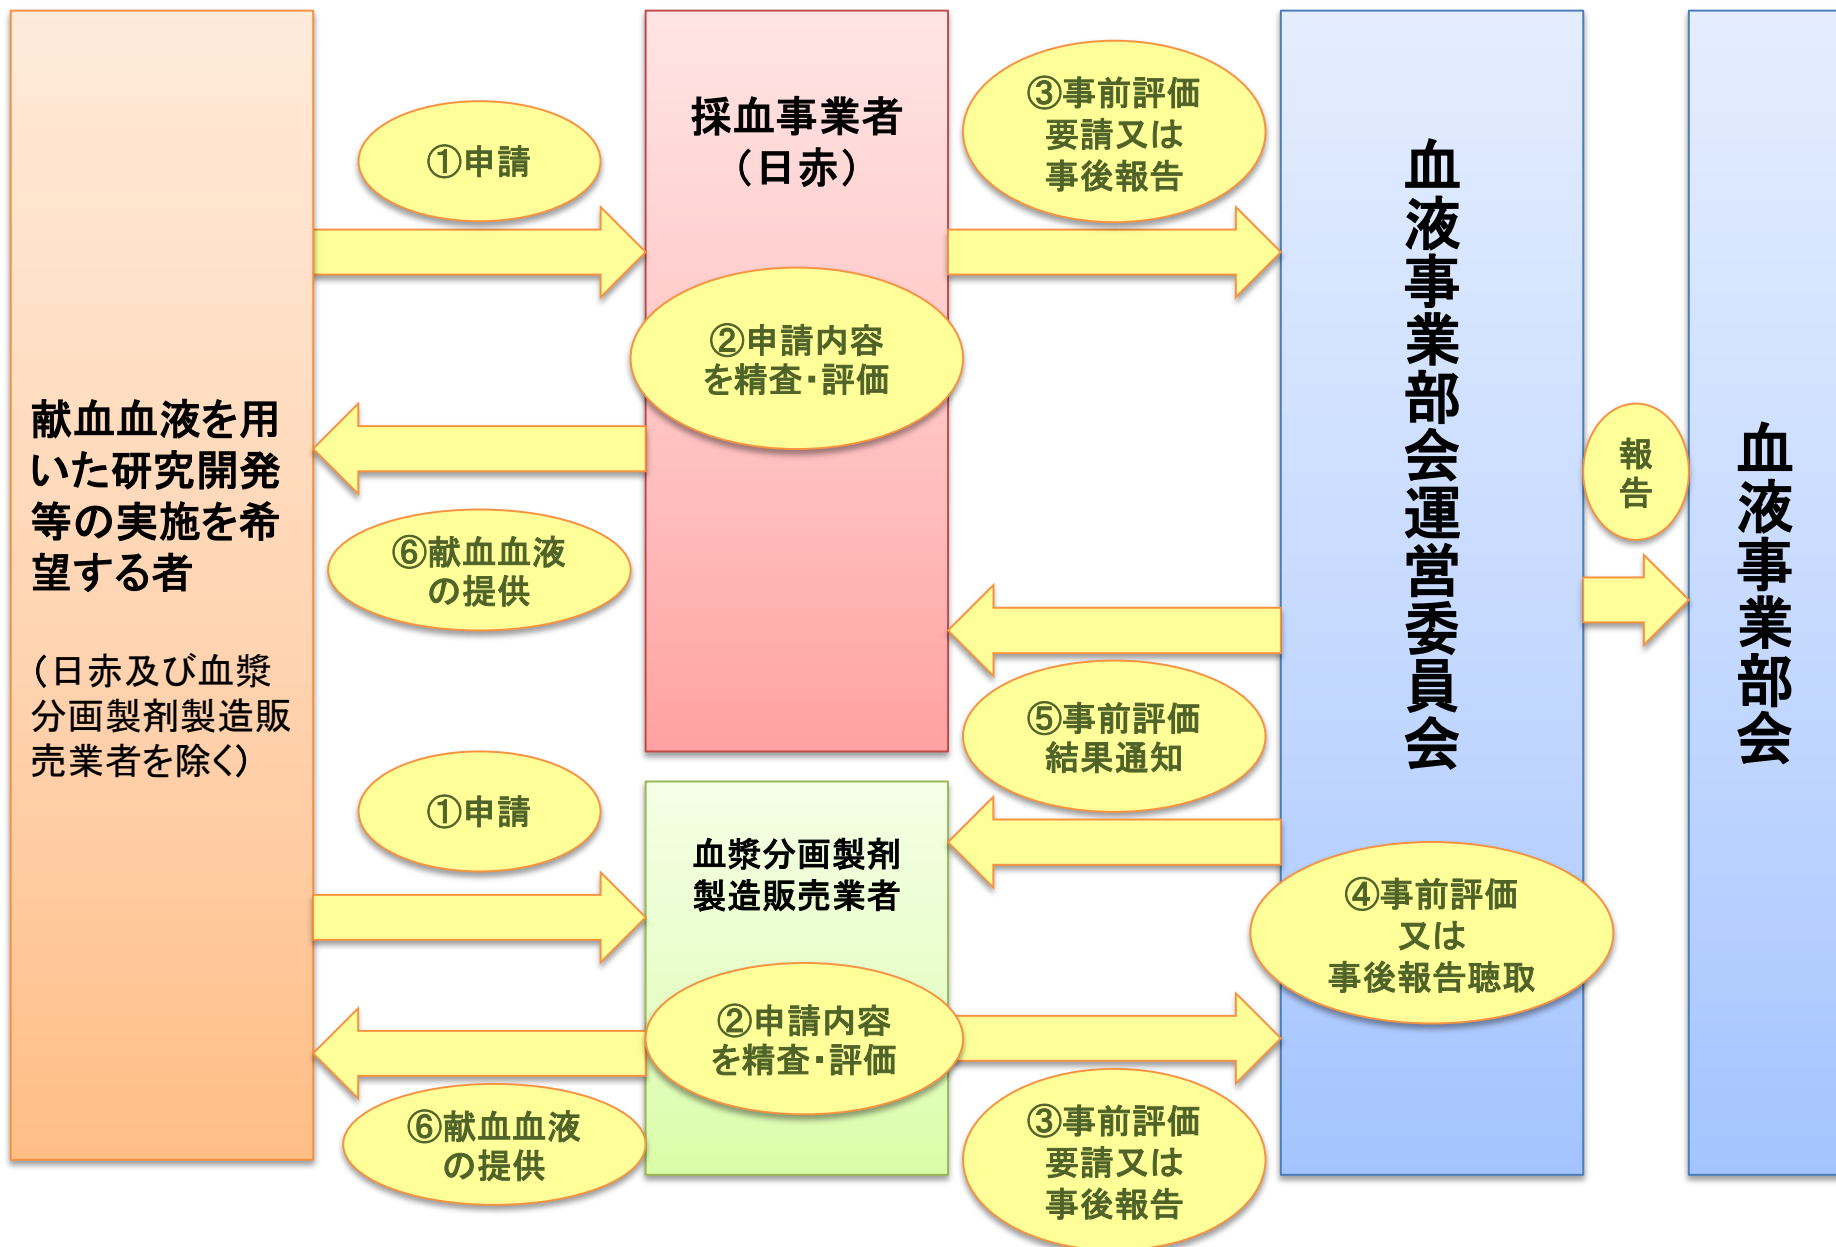 献血血液を用
いた研究開発
等の実施を希
望する者
（日赤及び血漿
分画製剤製造販
売業者を除く）
①申請
採血事業者
（日赤）
②申請内容
を精査・評価
③事前評価
要請又は
事後報告
⑥献血血液
の提供
⑤事前評価
結果通知
①申請
血漿分画製剤
製造販売業者
②申請内容
を精査・評価
⑥献血血液
の提供
③事前評価
要請又は
事後報告
血液事業部会運営委員会
④事前評価
又は
事後報告聴取
報
告
血液事業部会